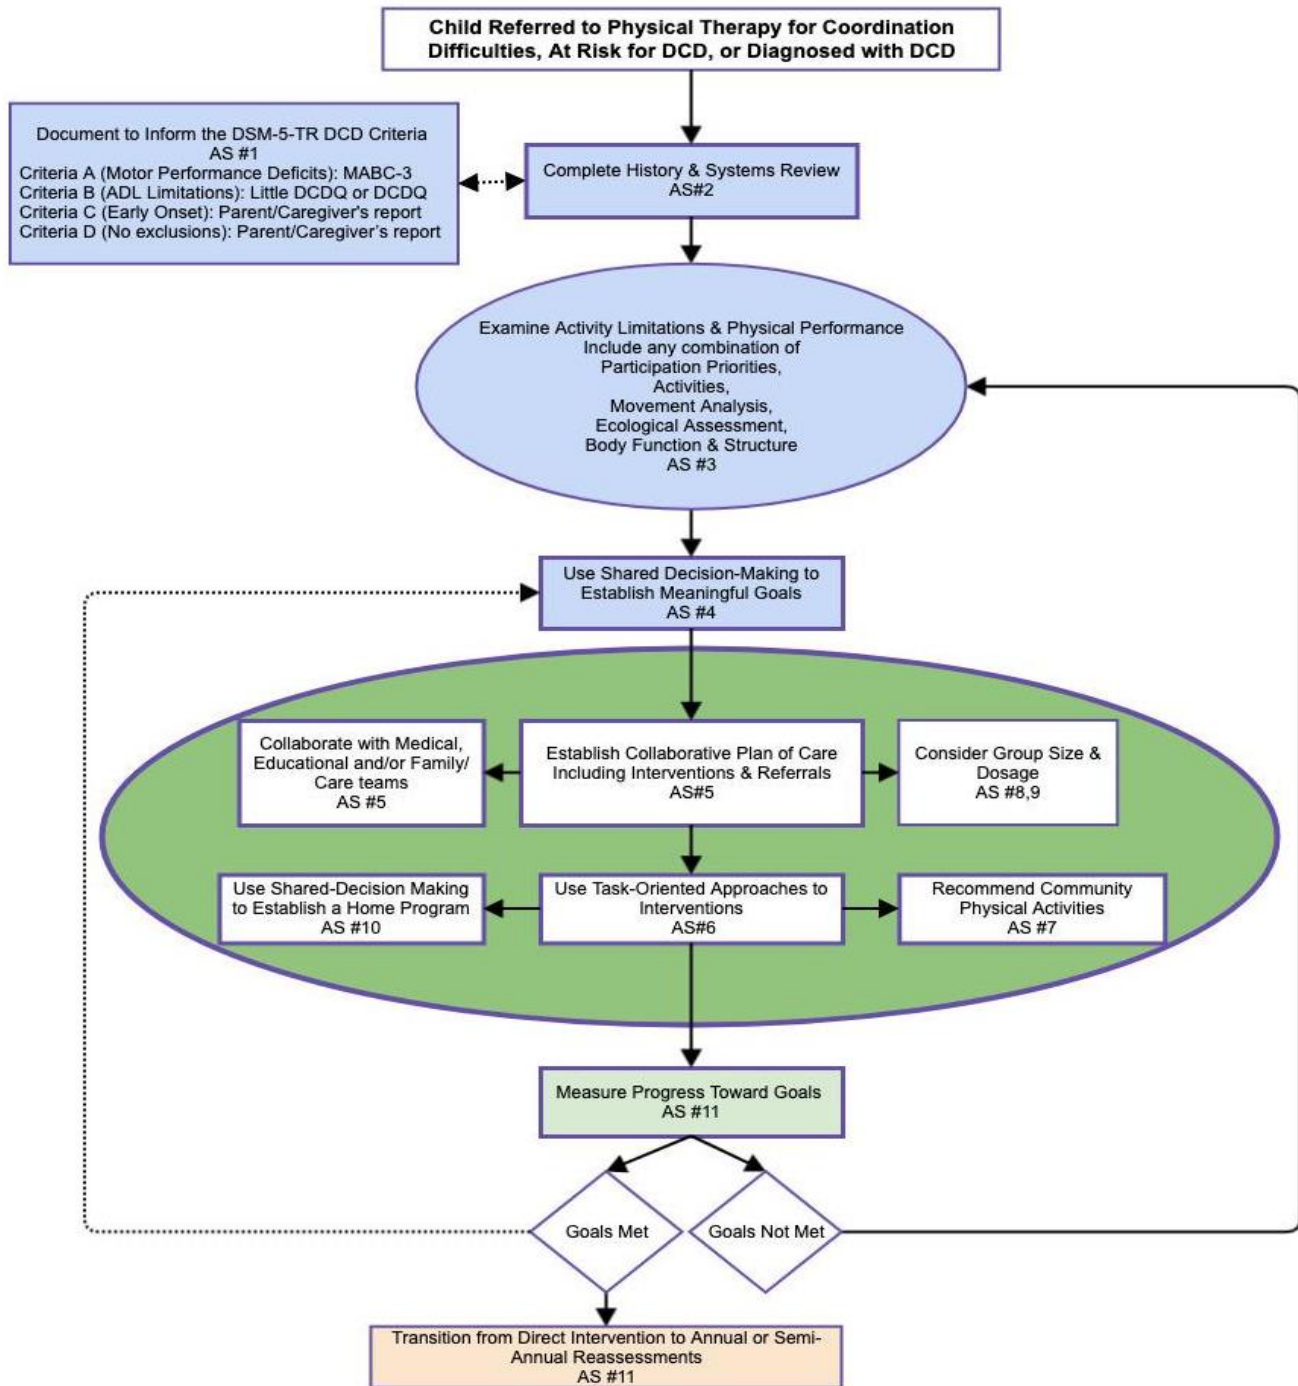 Child Referred to Physical Therapy for Coordination
Difficulties, At Risk for DCD, or Diagnosed with DCD
Document to Inform the DSM-5-TR DCD Criteria
AS #1
Criteria A (Motor Performance Deficits): MABC-3
Criteria B (ADL Limitations): Little DCDQ or DCDQ
Criteria C (Early Onset): Parent/Caregiver's report
Criteria D (No exclusions): Parent/Caregiver’s report
Complete History & Systems Review
AS#2
Examine Activity Limitations & Physical Performance
Include any combination of
Participation Priorities,
Activities,
Movement Analysis,
Ecological Assessment,
Body Function & Structure
AS #3
Use Shared Decision-Making to
Establish Meaningful Goals
AS #4
Collaborate with Medical,
Educational and/or Family/
Care teams
AS #5
Establish Collaborative Plan of Care
Including Interventions & Referrals
AS#5
Consider Group Size &
Dosage
AS #8,9
Use Shared-Decision Making
to Establish a Home Program
AS #10
Use Task-Oriented Approaches to
Interventions
AS#6
Recommend Community
Physical Activities
AS #7
Measure Progress Toward Goals
AS #11
Goals Met
Goals Not Met
Transition from Direct Intervention to Annual or Semi-
Annual Reassessments
AS #11